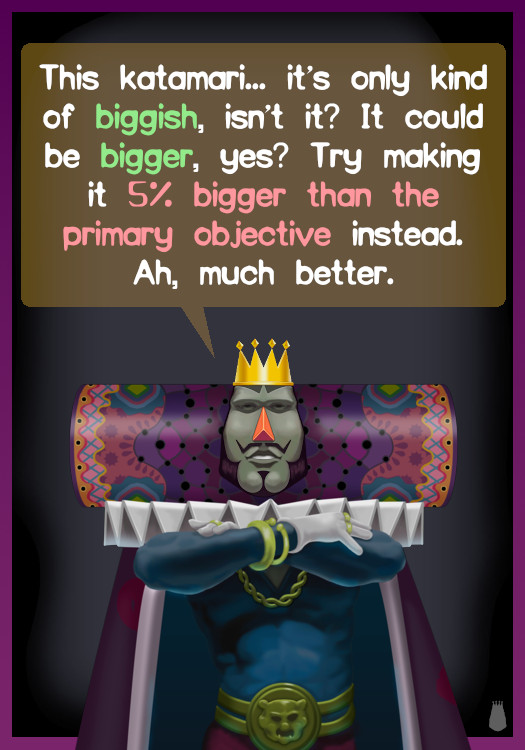 This katamari... it's only kind
of biggish, isn't it? It could
be bigger, yes? Try making
it 5% bigger than the
primary objective instead.
Ah, much better.